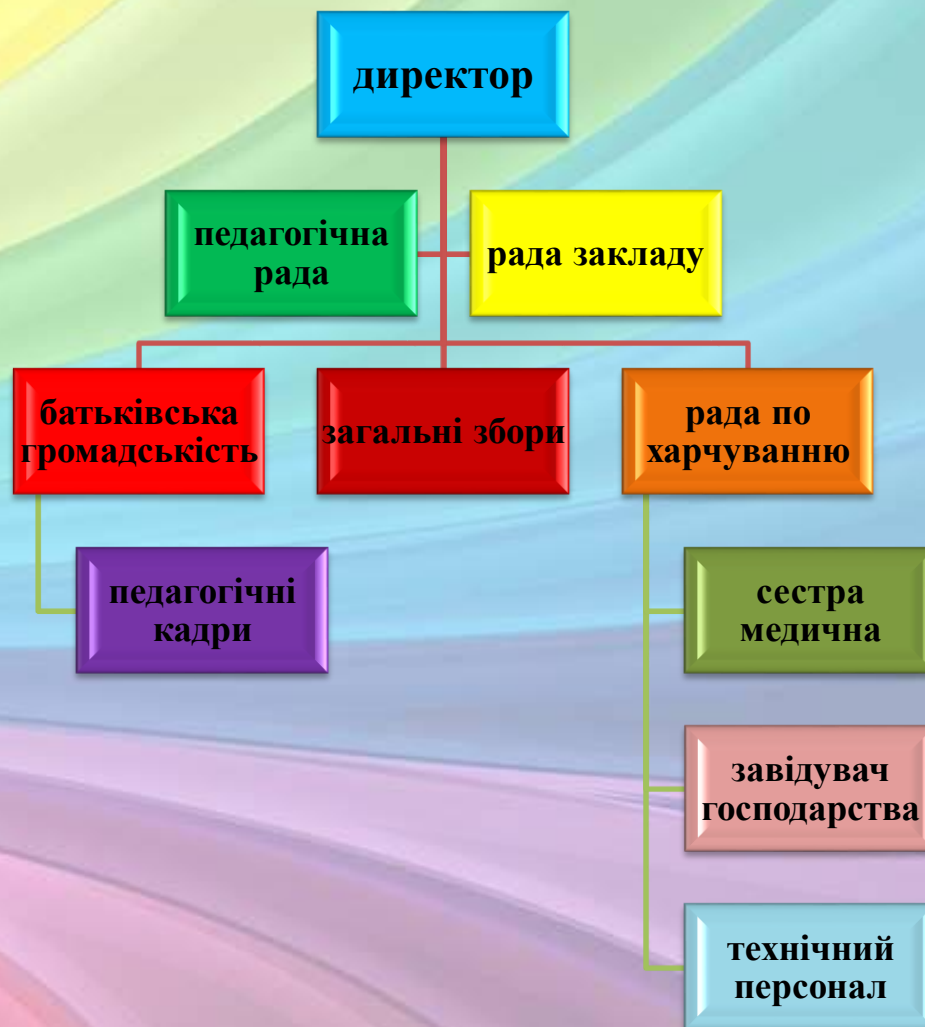 директор
педагогічна
рада
рада закладу
батьківська
громадськість
загальні збори
рада по
харчуванню
педагогічні
кадри
сестра
медична
завідувач
господарства
технічний
персонал